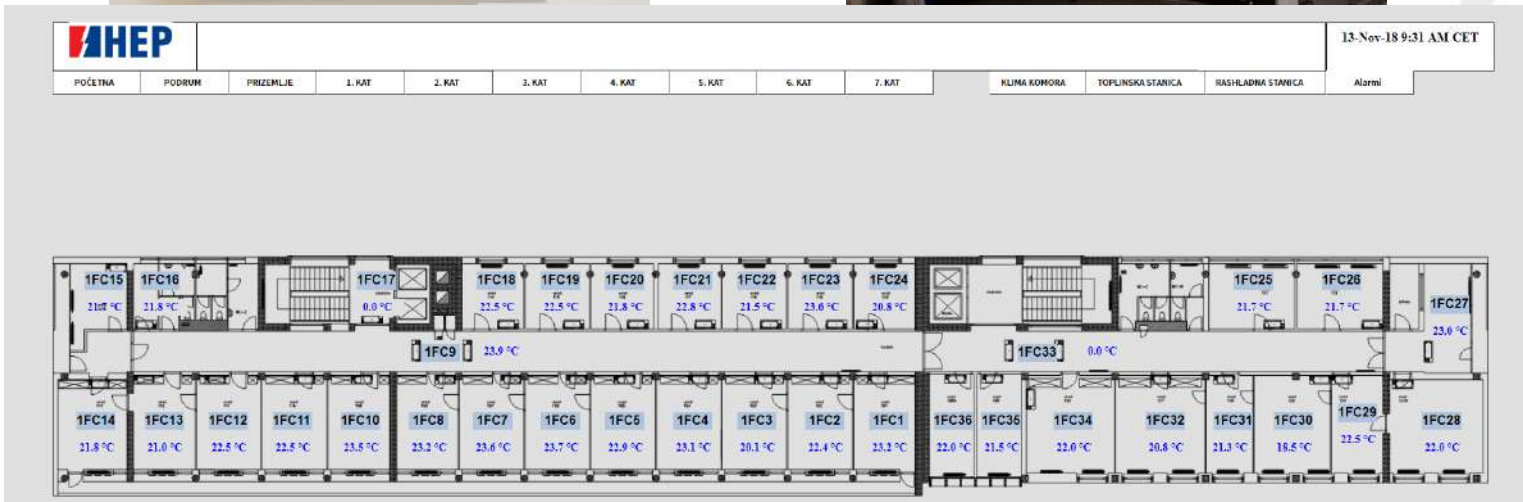 HEP
13-Nov-18 9:31 AM CET
POČETNA PODRUM PRIZEMLJE 1. KAT 2. KAT 3. KAT 4. KAT 5. KAT 6. KAT 7. KAT KLIMA KOMORA TOPLINSKA STANICA RASHLADNA STANICA Alarmi
1FC15 1FC16 1FC17 1FC18 1FC19 1FC20 1FC21 1FC22 1FC23 1FC24 1FC25 1FC26 1FC27
21.8 °C 0.0 °C 22.5 °C 22.5 °C 21.8 °C 22.8 °C 21.5 °C 23.6 °C 20.8 °C 21.7 °C 21.7 °C 23.0 °C
1FC9 23.9 °C 1FC33 0.0 °C
1FC14 1FC13 1FC12 1FC11 1FC10 1FC8 1FC7 1FC6 1FC5 1FC4 1FC3 1FC2 1FC1 1FC36 1FC35 1FC34 1FC32 1FC31 1FC30 1FC29 1FC28
21.8 °C 21.0 °C 22.5 °C 22.5 °C 23.5 °C 23.2 °C 23.6 °C 23.7 °C 22.9 °C 23.1 °C 20.1 °C 22.4 °C 23.2 °C 22.0 °C 21.5 °C 22.0 °C 20.8 °C 21.3 °C 18.5 °C 22.5 °C 22.0 °C